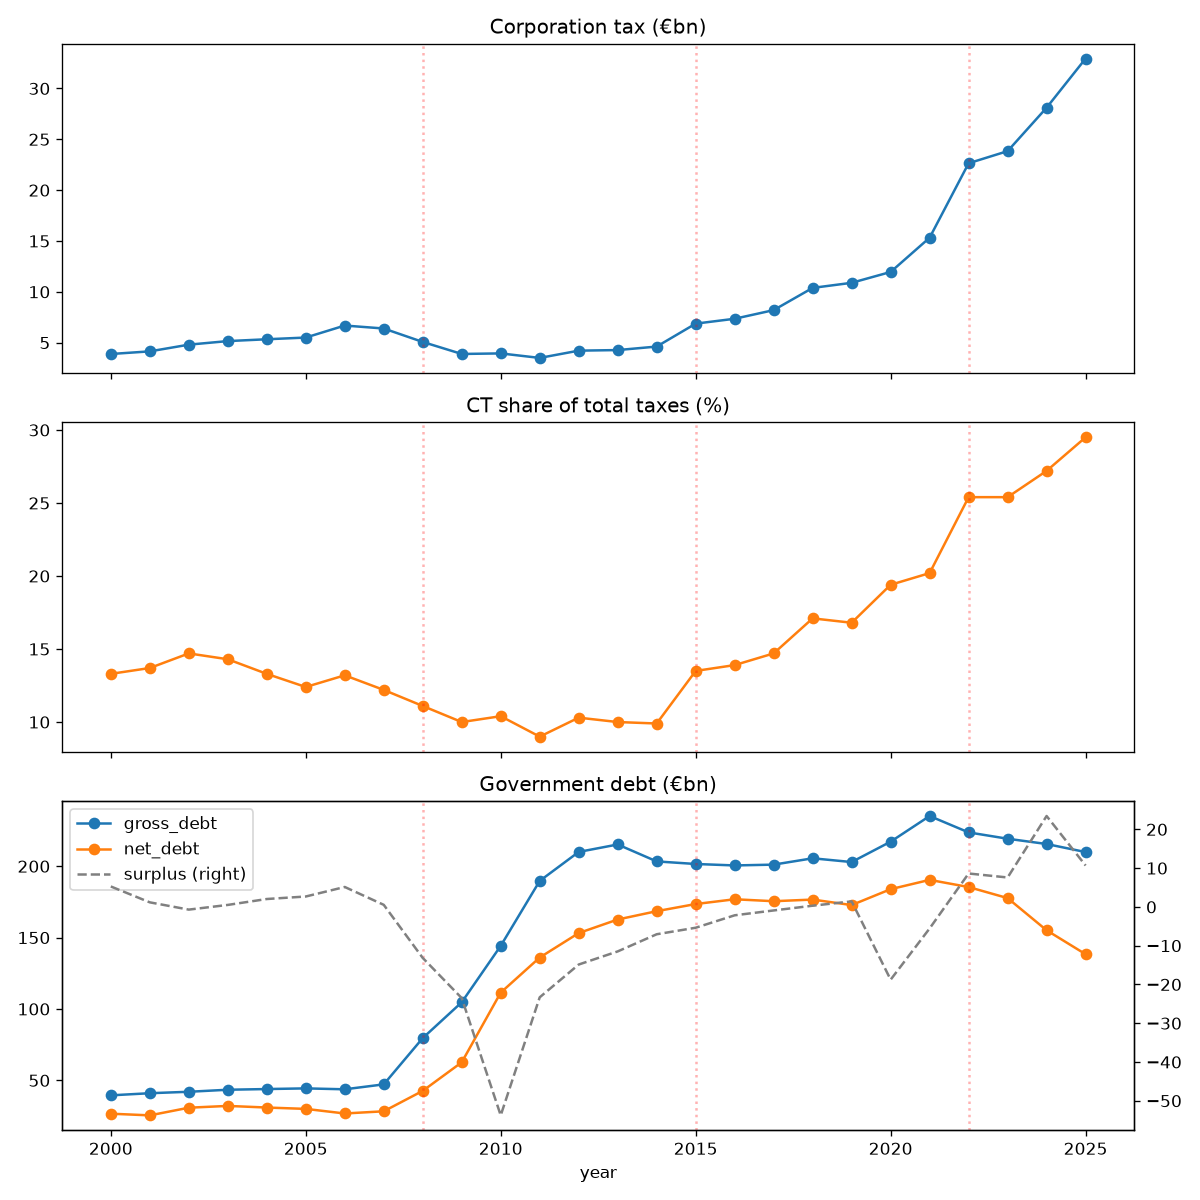 Corporation tax (€bn)
30
25
20
15
10
5
CT share of total taxes (%)
30
25
20
15
10
Government debt (€bn)
gross_debt
net_debt
surplus (right)
200
150
100
50
20
10
0
−10
−20
−30
−40
−50
2000 2005 2010 2015 2020 2025
year